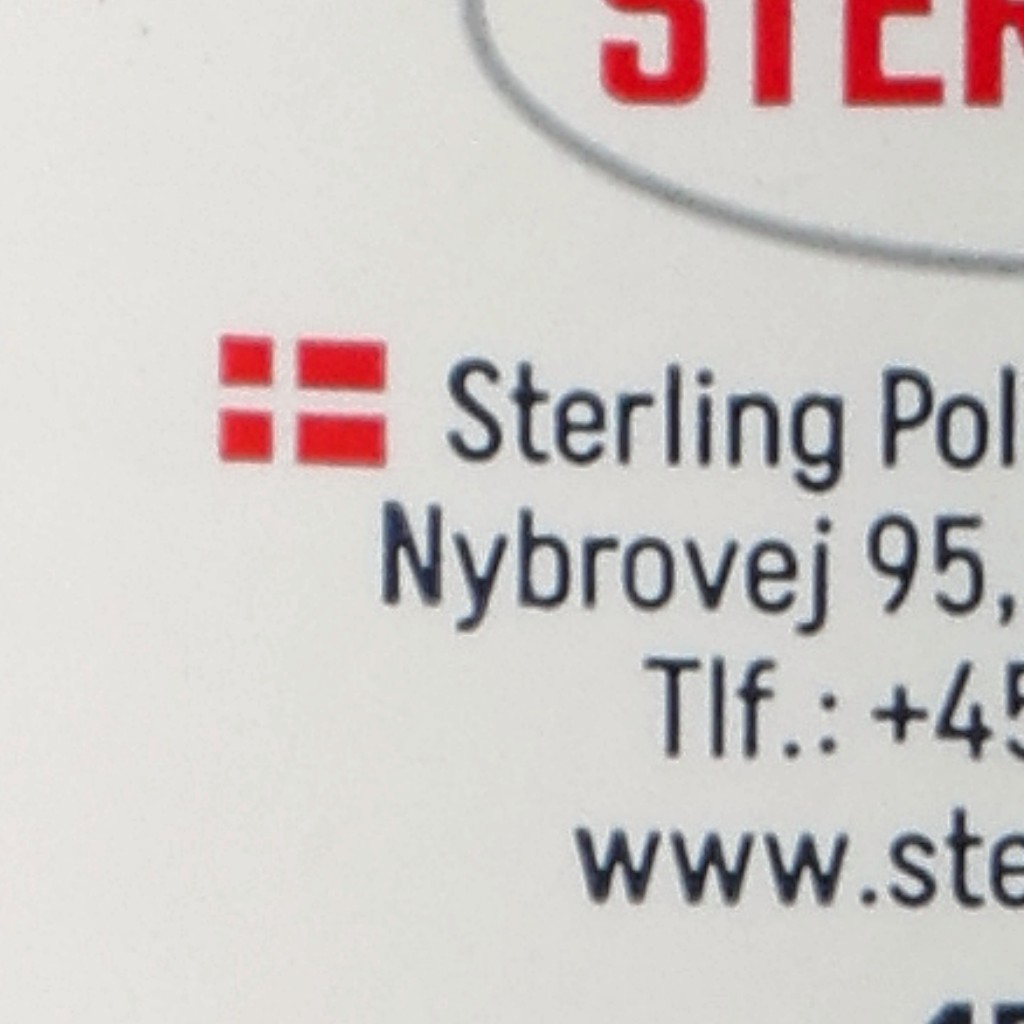 STER
Sterling Pol
Nybrovej 95,
Tlf.: +45
www.ste